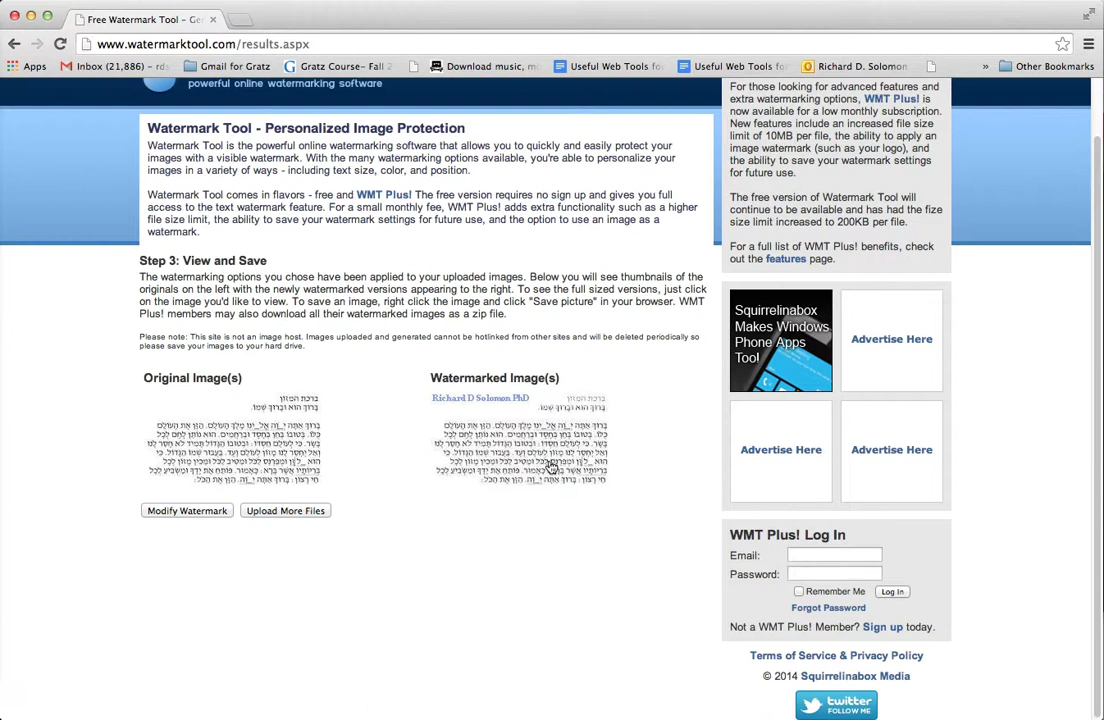 Free Watermark Tool - Ge
www.watermarktool.com/results.aspx
Apps
Inbox (21,886) - rds
Gmail for Gratz
Gratz Course- Fall 2
Download music, m
Useful Web Tools fo
Useful Web Tools for
Richard D. Solomon
»
Other Bookmarks
powerful online watermarking software
Watermark Tool - Personalized Image Protection
Watermark Tool is the powerful online watermarking software that allows you to quickly and easily protect your
images with a visible watermark. With the many watermarking options available, you're able to personalize your
images in a variety of ways - including text size, color, and position.
Watermark Tool comes in flavors - free and WMT Plus! The free version requires no sign up and gives you full
access to the text watermark feature. For a small monthly fee, WMT Plus! adds extra functionality such as a higher
file size limit, the ability to save your watermark settings for future use, and the option to use an image as a
watermark.
Step 3: View and Save
The watermarking options you chose have been applied to your uploaded images. Below you will see thumbnails of the
originals on the left with the newly watermarked versions appearing to the right. To see the full sized versions, just click
on the image you'd like to view. To save an image, right click the image and click "Save picture" in your browser. WMT
Plus! members may also download all their watermarked images as a zip file.
Please note: This site is not an image host. Images uploaded and generated cannot be hotlinked from other sites and will be deleted periodically so
please save your images to your hard drive.
Original Image(s)
ברכת המזון
בָּרוּךְ הוּא וּבָרוּךְ שְׁמוֹ.
Watermarked Image(s)
Richard D Solomon PhD
ברכת המזון
בָּרוּךְ הוּא וּבָרוּךְ שְׁמוֹ.
Modify Watermark
Upload More Files
For those looking for advanced features and
extra watermarking options, WMT Plus! is
now available for a low monthly subscription.
New features include an increased file size
limit of 10MB per file, the ability to apply an
image watermark (such as your logo), and
the ability to save your watermark settings
for future use.
The free version of Watermark Tool will
continue to be available and has had the fize
size limit increased to 200KB per file.
For a full list of WMT Plus! benefits, check
out the features page.
Squirrelinabox
Makes Windows
Phone Apps
Too!
Advertise Here
Advertise Here
Advertise Here
WMT Plus! Log In
Email:
Password:
Remember Me
Log In
Forgot Password
Not a WMT Plus! Member? Sign up today.
Terms of Service & Privacy Policy
© 2014 Squirrelinabox Media
twitter
FOLLOW ME